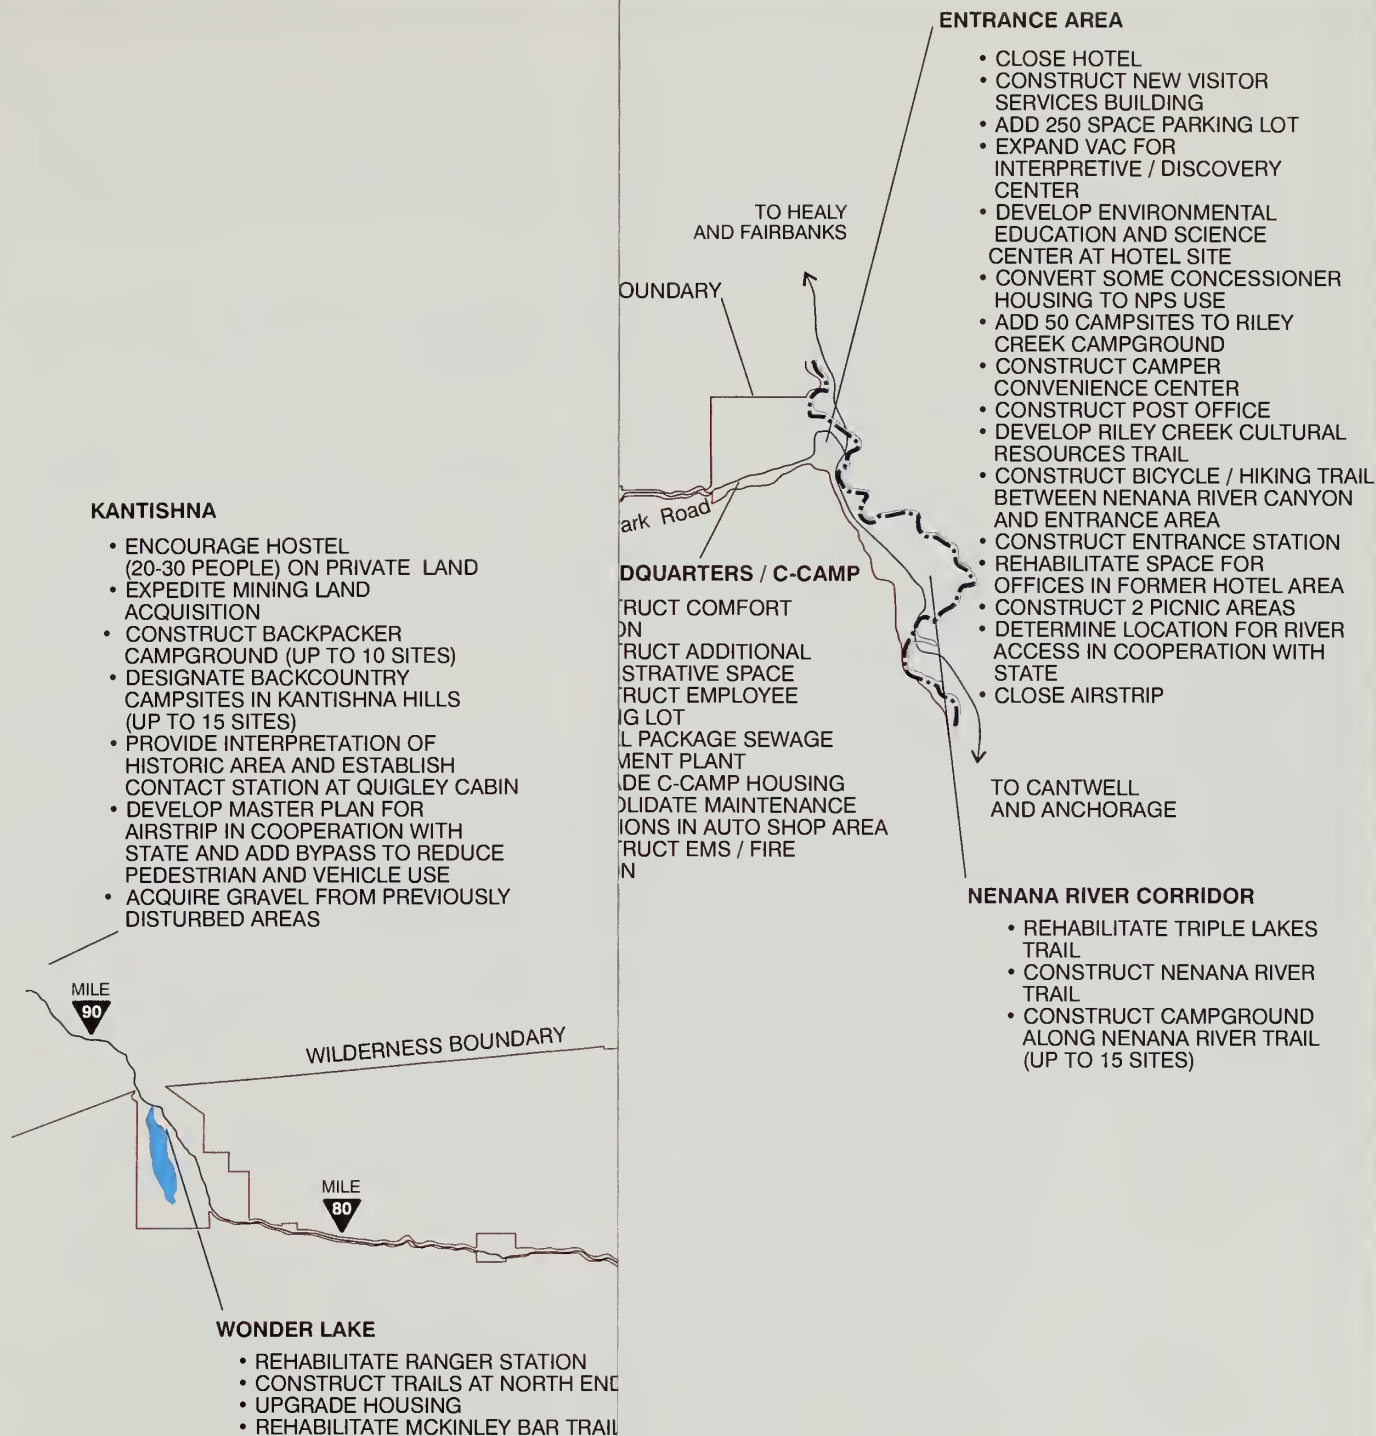 ENTRANCE AREA
• CLOSE HOTEL
• CONSTRUCT NEW VISITOR
SERVICES BUILDING
• ADD 250 SPACE PARKING LOT
• EXPAND VAC FOR
INTERPRETIVE / DISCOVERY
CENTER
• DEVELOP ENVIRONMENTAL
EDUCATION AND SCIENCE
CENTER AT HOTEL SITE
• CONVERT SOME CONCESSIONER
HOUSING TO NPS USE
• ADD 50 CAMPSITES TO RILEY
CREEK CAMPGROUND
• CONSTRUCT CAMPER
CONVENIENCE CENTER
• CONSTRUCT POST OFFICE
• DEVELOP RILEY CREEK CULTURAL
RESOURCES TRAIL
• CONSTRUCT BICYCLE / HIKING TRAIL
BETWEEN NENANA RIVER CANYON
AND ENTRANCE AREA
• CONSTRUCT ENTRANCE STATION
• REHABILITATE SPACE FOR
OFFICES IN FORMER HOTEL AREA
• CONSTRUCT 2 PICNIC AREAS
• DETERMINE LOCATION FOR RIVER
ACCESS IN COOPERATION WITH
STATE
• CLOSE AIRSTRIP
TO HEALY
AND FAIRBANKS
OUNDARY
ark Road
DQUARTERS / C-CAMP
TRUCT COMFORT
ON
TRUCT ADDITIONAL
STRATIVE SPACE
TRUCT EMPLOYEE
IG LOT
L PACKAGE SEWAGE
MENT PLANT
ADE C-CAMP HOUSING
OLIDATE MAINTENANCE
IONS IN AUTO SHOP AREA
TRUCT EMS / FIRE
N
TO CANTWELL
AND ANCHORAGE
NENANA RIVER CORRIDOR
• REHABILITATE TRIPLE LAKES
TRAIL
• CONSTRUCT NENANA RIVER
TRAIL
• CONSTRUCT CAMPGROUND
ALONG NENANA RIVER TRAIL
(UP TO 15 SITES)
KANTISHNA
• ENCOURAGE HOSTEL
(20-30 PEOPLE) ON PRIVATE LAND
• EXPEDITE MINING LAND
ACQUISITION
• CONSTRUCT BACKPACKER
CAMPGROUND (UP TO 10 SITES)
• DESIGNATE BACKCOUNTRY
CAMPSITES IN KANTISHNA HILLS
(UP TO 15 SITES)
• PROVIDE INTERPRETATION OF
HISTORIC AREA AND ESTABLISH
CONTACT STATION AT QUIGLEY CABIN
• DEVELOP MASTER PLAN FOR
AIRSTRIP IN COOPERATION WITH
STATE AND ADD BYPASS TO REDUCE
PEDESTRIAN AND VEHICLE USE
• ACQUIRE GRAVEL FROM PREVIOUSLY
DISTURBED AREAS
MILE
90
WILDERNESS BOUNDARY
MILE
80
WONDER LAKE
• REHABILITATE RANGER STATION
• CONSTRUCT TRAILS AT NORTH END
• UPGRADE HOUSING
• REHABILITATE MCKINLEY BAR TRAIL